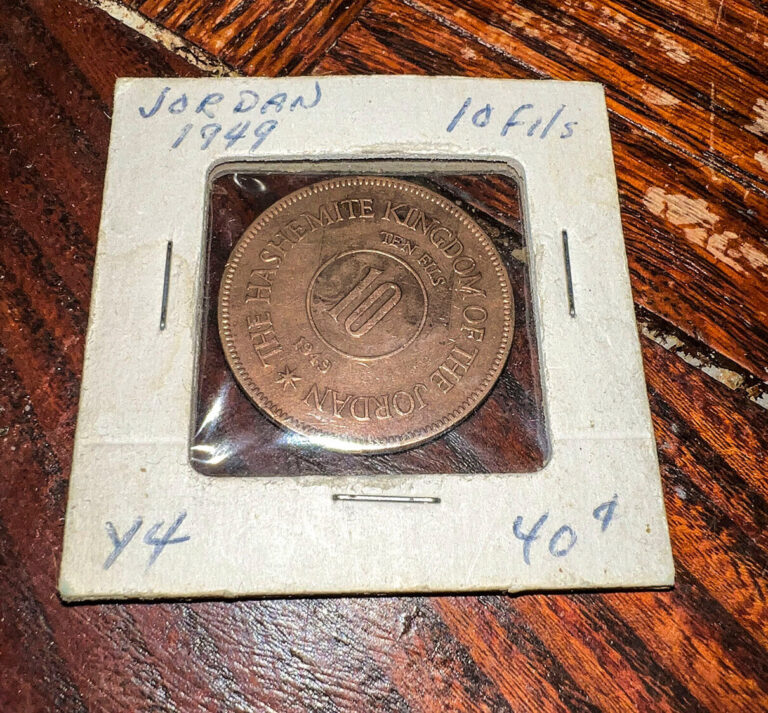 JORDAN
1949
10 Fils
THE HASHEMITE KINGDOM OF THE JORDAN
TEN FILS
10
1949
Y4
40¢